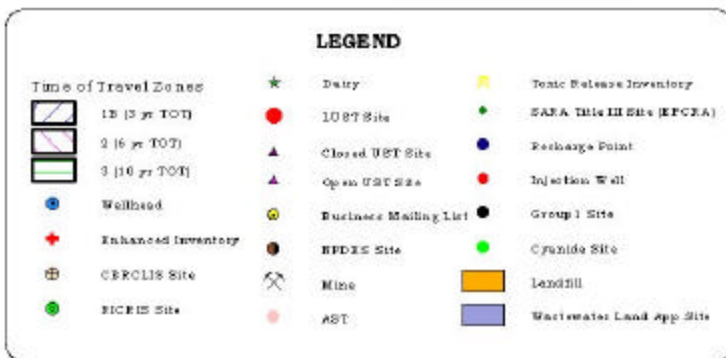 LEGEND
Time of Travel Zones
1B (3 yr TOT)
2 (6 yr TOT)
3 (10 yr TOT)
Wellhead
Enhanced Inventory
CERCLIS Site
RICRIS Site
Dairy
LUST Site
Closed UST Site
Open UST Site
Business Mailing List
NPDES Site
Mine
AST
Toxic Release Inventory
SARA Title III Site (EPCRA)
Recharge Point
Injection Well
Group 1 Site
Cyanide Site
Landfill
Wastewater Land App Site